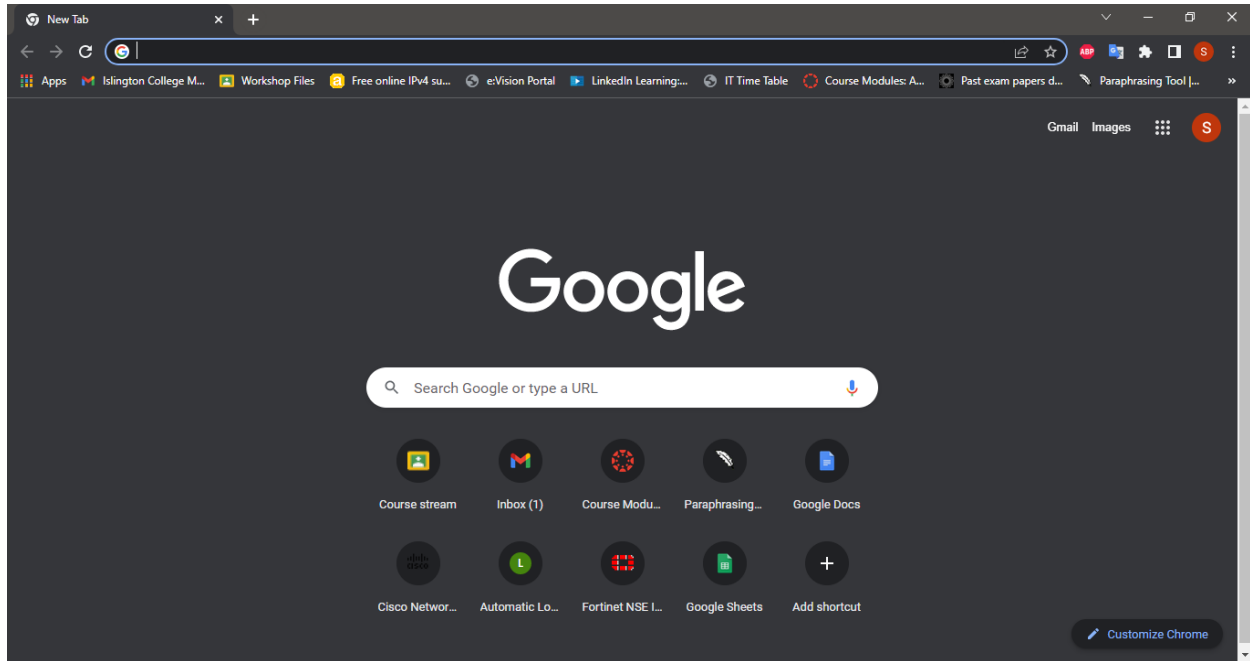 New Tab
Apps Islington College M... Workshop Files Free online IPv4 su... e:Vision Portal LinkedIn Learning:... IT Time Table Course Modules: A... Past exam papers d... Paraphrasing Tool |... »
ABP S
Gmail Images S
Google
Search Google or type a URL
Course stream Inbox (1) Course Modu... Paraphrasing... Google Docs
cisco L
Cisco Networ... Automatic Lo... Fortinet NSE I... Google Sheets Add shortcut
Customize Chrome